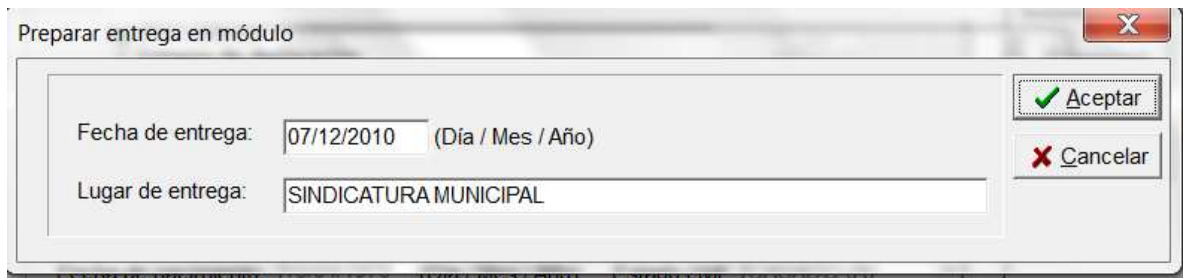 Preparar entrega en módulo
Aceptar
Fecha de entrega: 07/12/2010 (Día / Mes / Año)
Cancelar
Lugar de entrega: SINDICATURA MUNICIPAL